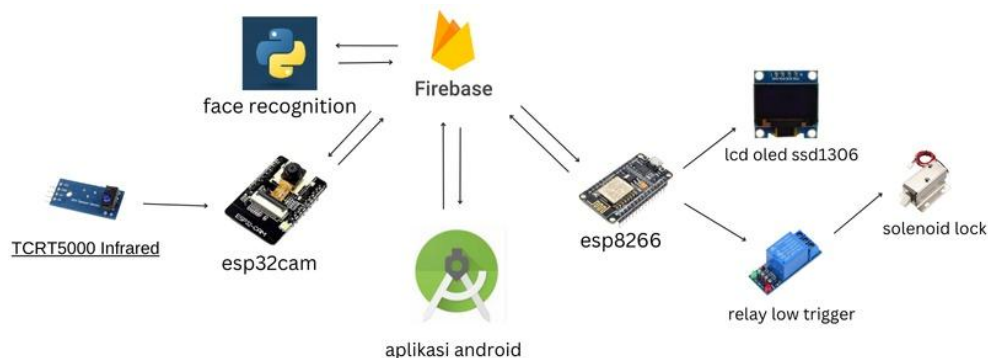 face recognition
Firebase
lcd oled ssd1306
TCRT5000 Infrared
esp32cam
esp8266
solenoid lock
relay low trigger
aplikasi android